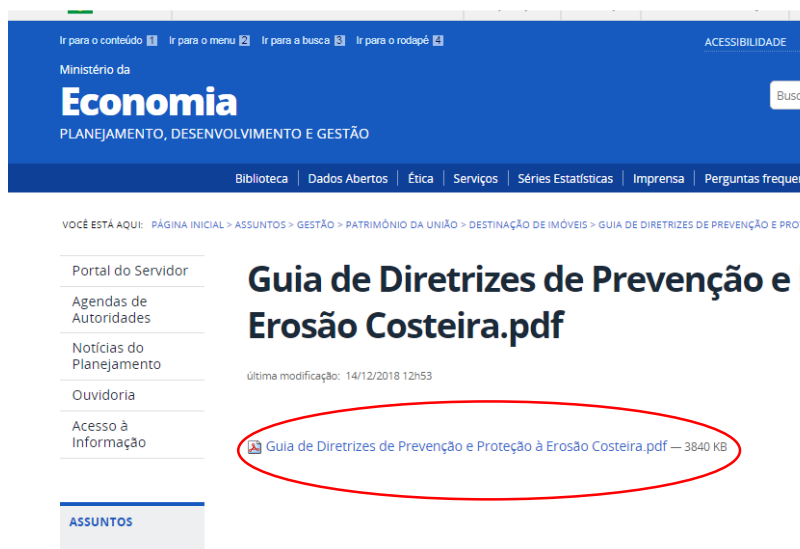 Ir para o conteúdo 1 Ir para o menu 2 Ir para a busca 3 Ir para o rodapé 4
ACESSIBILIDADE
Ministério da
Economia
PLANEJAMENTO, DESENVOLVIMENTO E GESTÃO
Biblioteca | Dados Abertos | Ética | Serviços | Séries Estatísticas | Imprensa | Perguntas
VOCÊ ESTÁ AQUI: PÁGINA INICIAL > ASSUNTOS > GESTÃO > PATRIMÔNIO DA UNIÃO > DESTINAÇÃO DE IMÓVEIS > GUIA DE DIRETRIZES DE PREVENÇÃO E
Portal do Servidor
Agendas de
Autoridades
Notícias do
Planejamento
Ouvidoria
Acesso à
Informação
ASSUNTOS
Guia de Diretrizes de Prevenção e
Erosão Costeira.pdf
última modificação: 14/12/2018 12h53
Guia de Diretrizes de Prevenção e Proteção à Erosão Costeira.pdf — 3840 KB